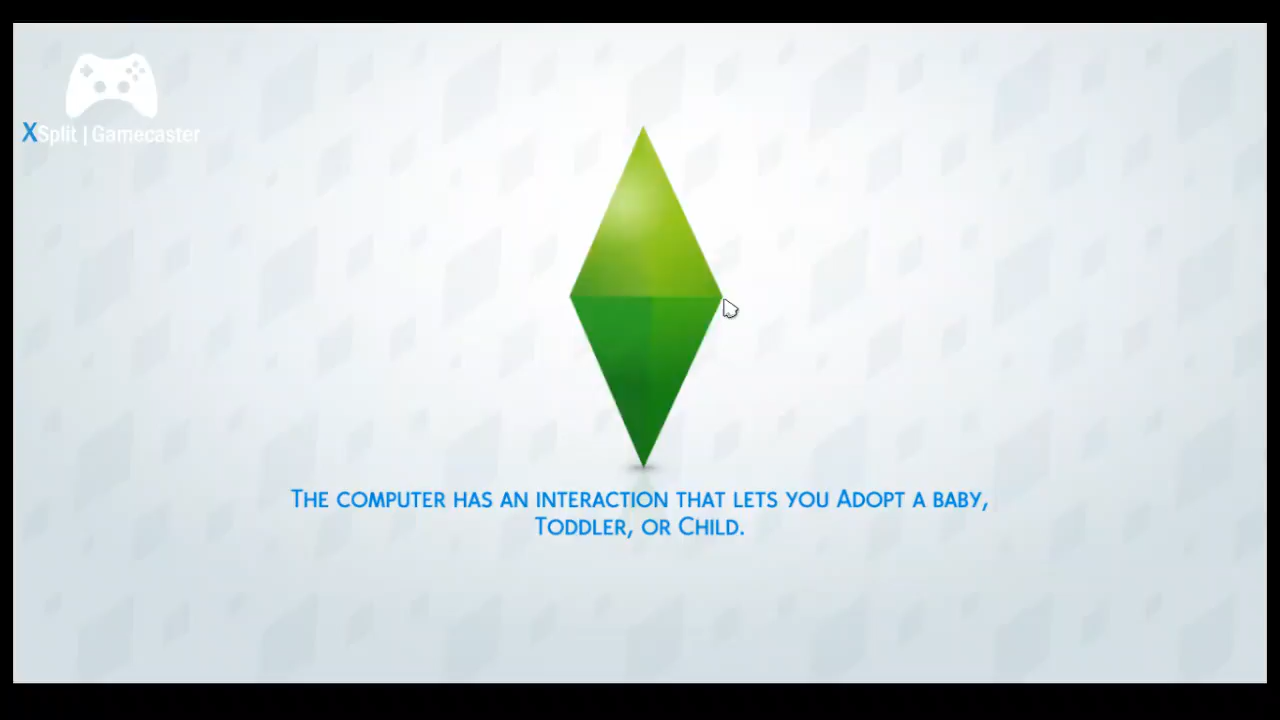 XSplit | Gamecaster
THE COMPUTER HAS AN INTERACTION THAT LETS YOU ADOPT A BABY,
TODDLER, OR CHILD.